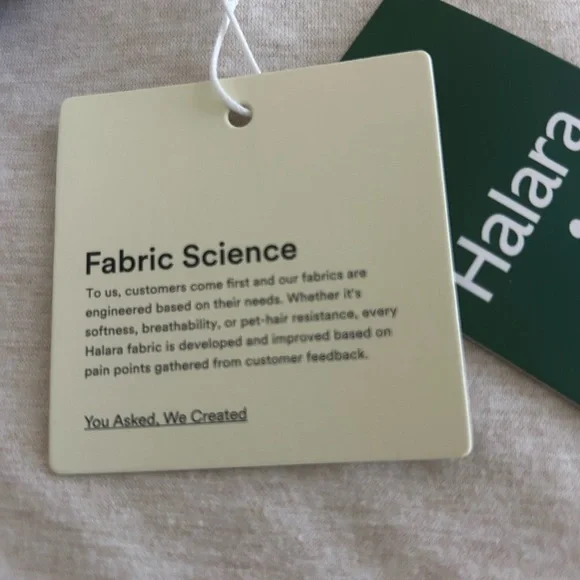 Fabric Science
To us, customers come first and our fabrics are
engineered based on their needs. Whether it's
softness, breathability, or pet-hair resistance, every
Halara fabric is developed and improved based on
pain points gathered from customer feedback.
You Asked, We Created
Halara